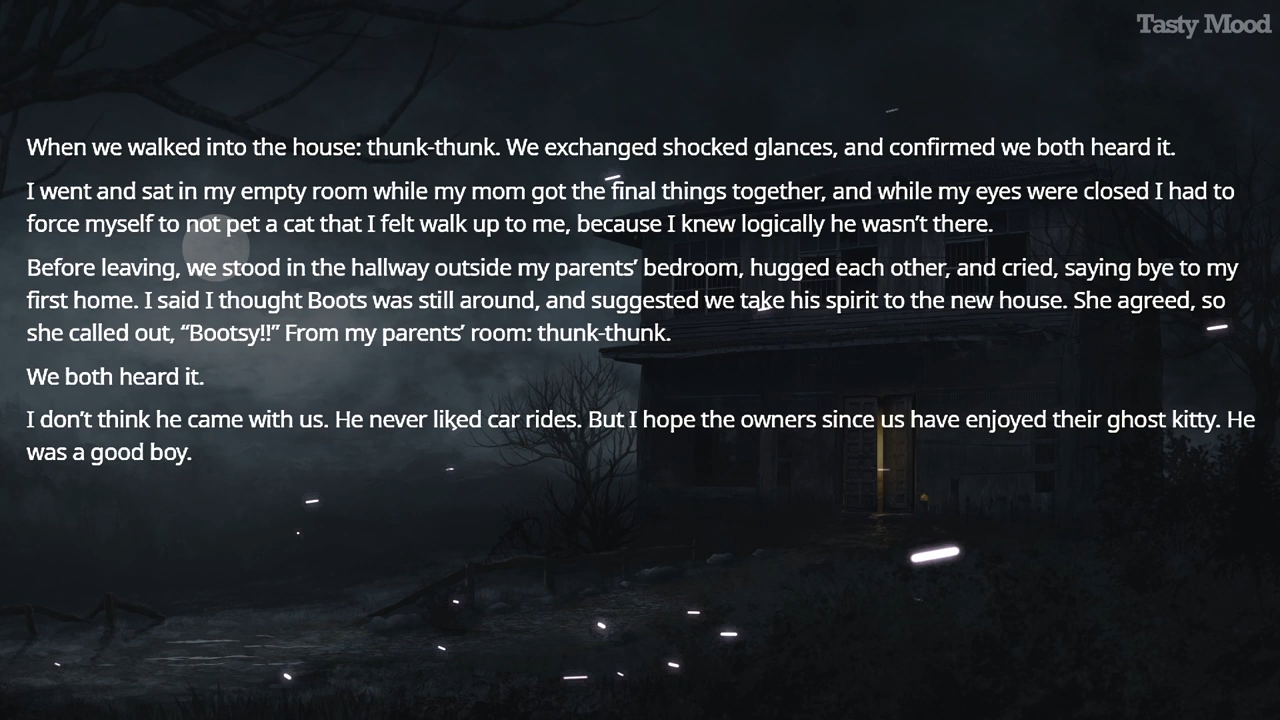 Tasty Mood
When we walked into the house: thunk-thunk. We exchanged shocked glances, and confirmed we both heard it.
I went and sat in my empty room while my mom got the final things together, and while my eyes were closed I had to
force myself to not pet a cat that I felt walk up to me, because I knew logically he wasn’t there.
Before leaving, we stood in the hallway outside my parents’ bedroom, hugged each other, and cried, saying bye to my
first home. I said I thought Boots was still around, and suggested we take his spirit to the new house. She agreed, so
she called out, “Bootsy!!” From my parents’ room: thunk-thunk.
We both heard it.
I don’t think he came with us. He never liked car rides. But I hope the owners since us have enjoyed their ghost kitty. He
was a good boy.